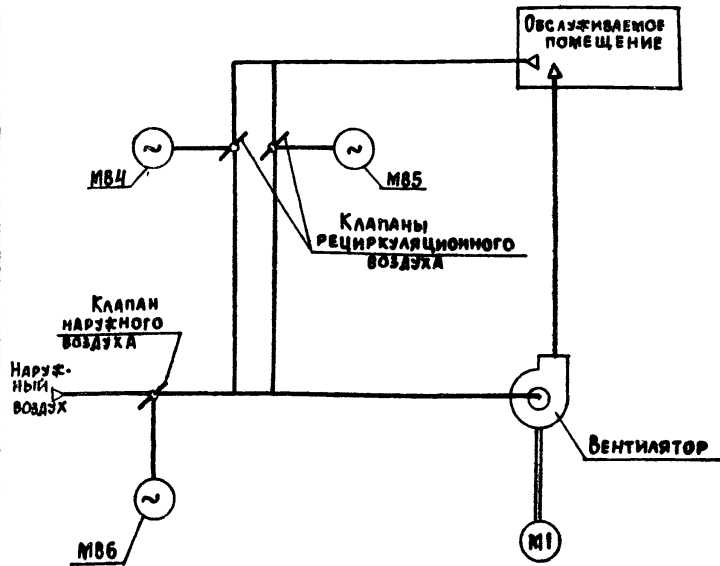 Обслуживаемое
помещение
~
~
МВ4
МВ5
Клапаны
рециркуляционного
воздуха
Клапан
наружного
воздуха
Наруж-
ный
воздух
Вентилятор
~
МВ6
М1